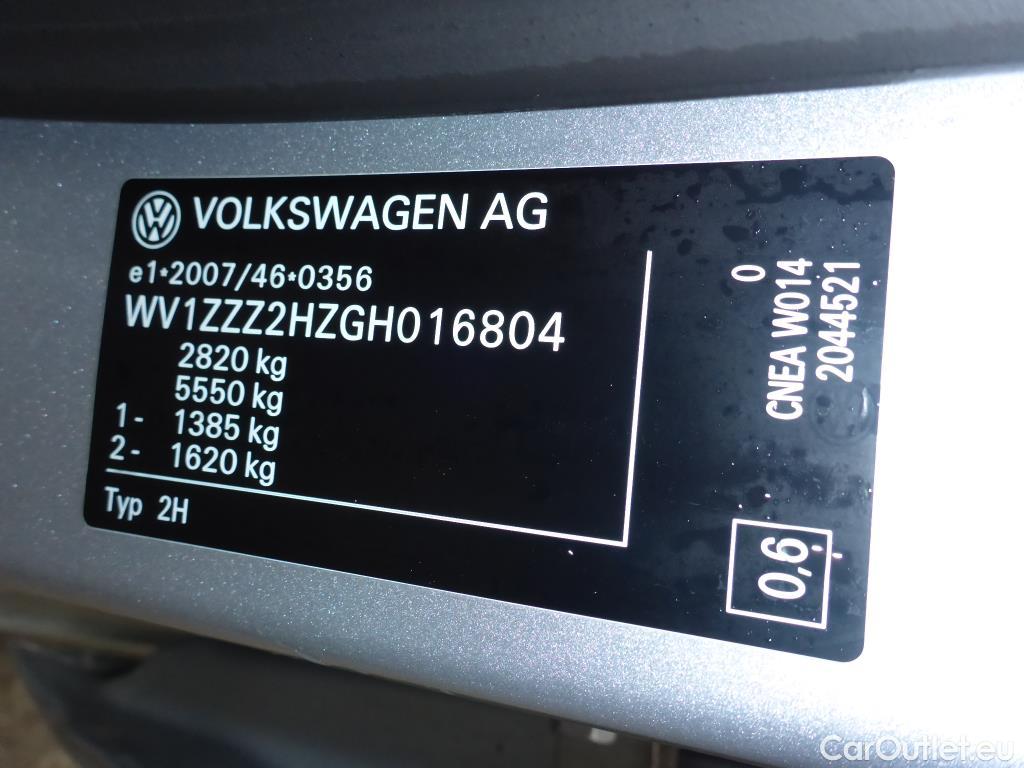 VOLKSWAGEN AG
e1*2007/46*0356
WV1ZZZ2HZGH016804
2820 kg
5550 kg
1- 1385 kg
2- 1620 kg
Typ 2H
0
CNEA W014
2044521
0,6
CarOutlet.eu